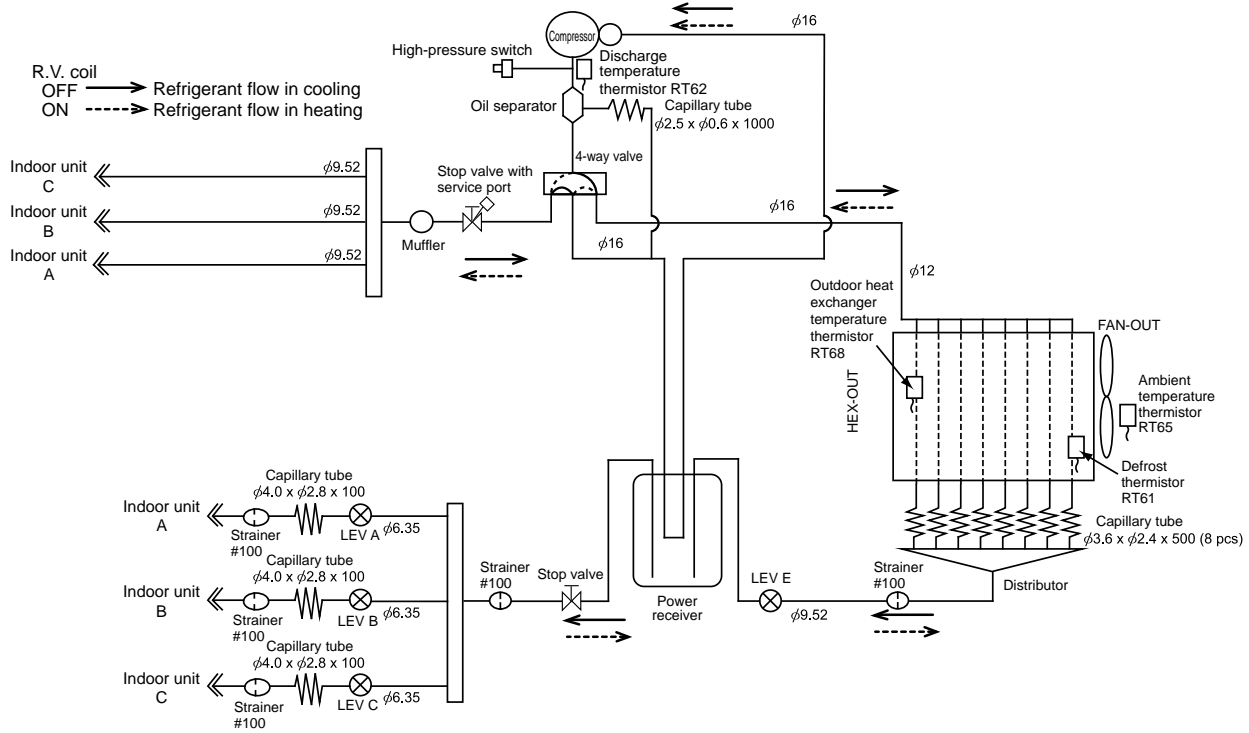 ϕ16
Compressor
High-pressure switch
Discharge
temperature
thermistor RT62
R.V. coil
OFF Refrigerant flow in cooling
ON Refrigerant flow in heating
Oil separator
Capillary tube
ϕ2.5 x ϕ0.6 x 1000
4-way valve
Stop valve with
service port
Indoor unit
C
ϕ9.52
Indoor unit
B
ϕ9.52
Indoor unit
A
ϕ9.52
Muffler
ϕ16
ϕ16
ϕ12
Outdoor heat
exchanger
temperature
thermistor
RT68
FAN-OUT
HEX-OUT
Ambient
temperature
thermistor
RT65
Defrost
thermistor
RT61
Capillary tube
ϕ3.6 x ϕ2.4 x 500 (8 pcs)
Distributor
Capillary tube
ϕ4.0 x ϕ2.8 x 100
Indoor unit
A
Strainer
#100
LEV A
ϕ6.35
Capillary tube
ϕ4.0 x ϕ2.8 x 100
Indoor unit
B
Strainer
#100
LEV B
ϕ6.35
Capillary tube
ϕ4.0 x ϕ2.8 x 100
Indoor unit
C
Strainer
#100
LEV C
ϕ6.35
Strainer
#100
Stop valve
Power
receiver
LEV E
ϕ9.52
Strainer
#100